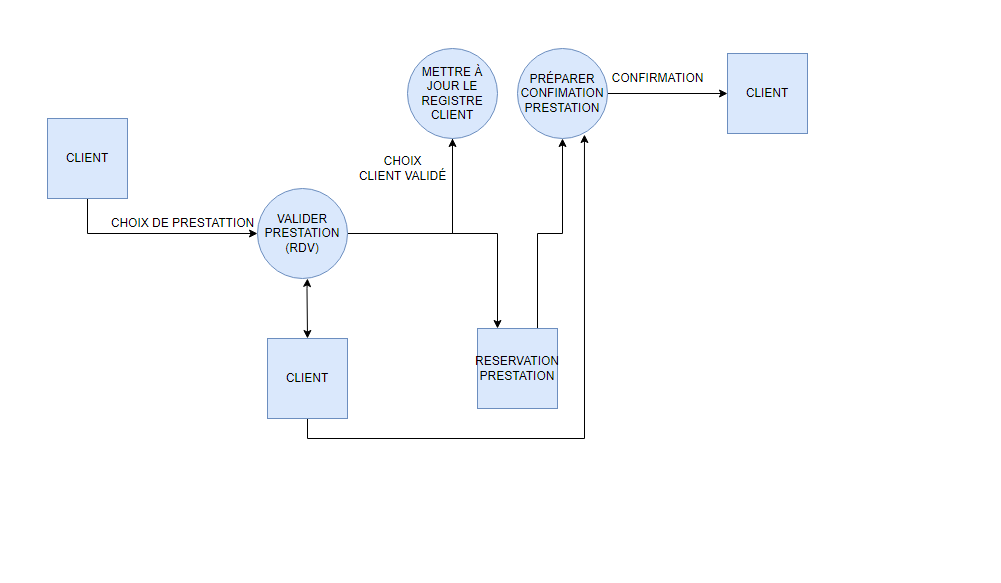 METTRE À
JOUR LE
REGISTRE
CLIENT
PRÉPARER
CONFIMATION
PRESTATION
CONFIRMATION
CLIENT
CLIENT
CHOIX
CLIENT VALIDÉ
CHOIX DE PRESTATTION
VALIDER
PRESTATION
(RDV)
CLIENT
RESERVATION
PRESTATION